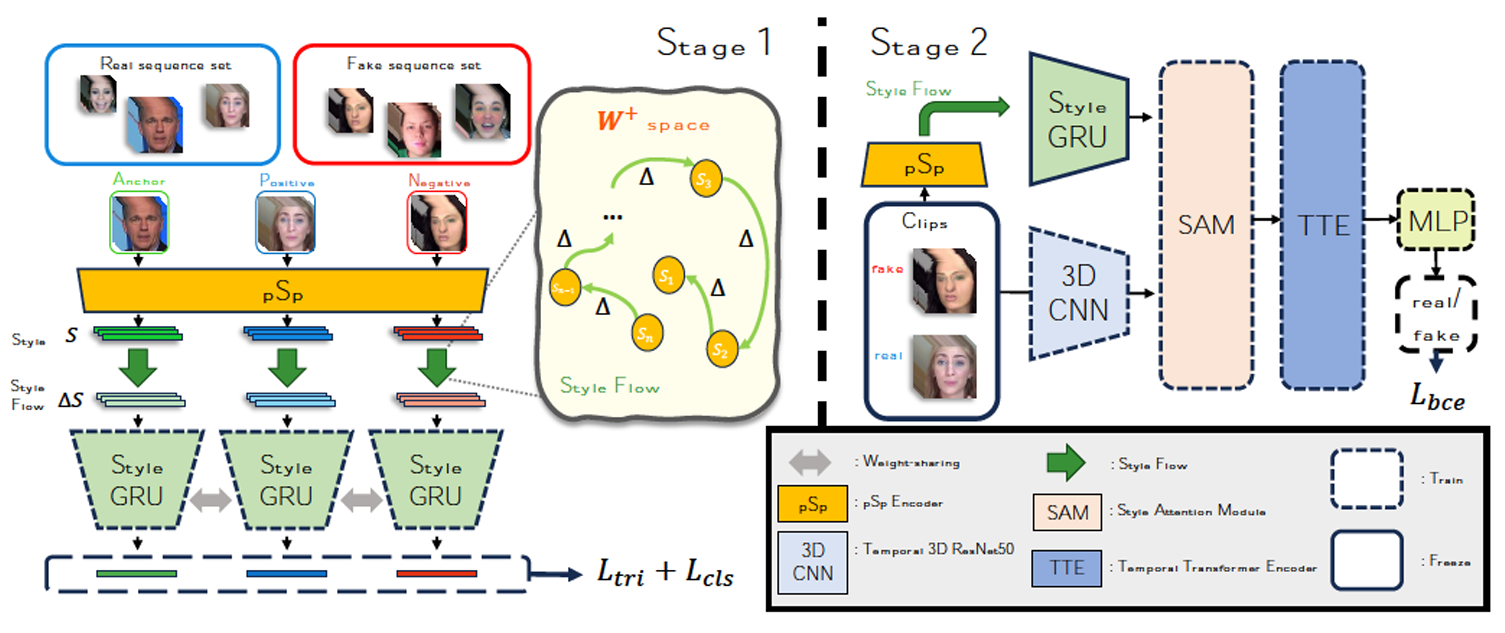 Stage 1
Real sequence set
Fake sequence set
Anchor
Positive
Negative
pSp
Style S
Style Flow ΔS
Style GRU
Style GRU
Style GRU
L_tri + L_cls
W⁺ space
S₁
S₂
S₃
...
Sₙ₋₁
Sₙ
Δ
Δ
Δ
Δ
Δ
Style Flow
Stage 2
Style Flow
pSp
Clips
fake
real
Style GRU
3D CNN
SAM
TTE
MLP
real/
fake
L_bce
: Weight-sharing
pSp : pSp Encoder
3D CNN : Temporal 3D ResNet50
: Style Flow
SAM : Style Attention Module
TTE : Temporal Transformer Encoder
: Train
: Freeze